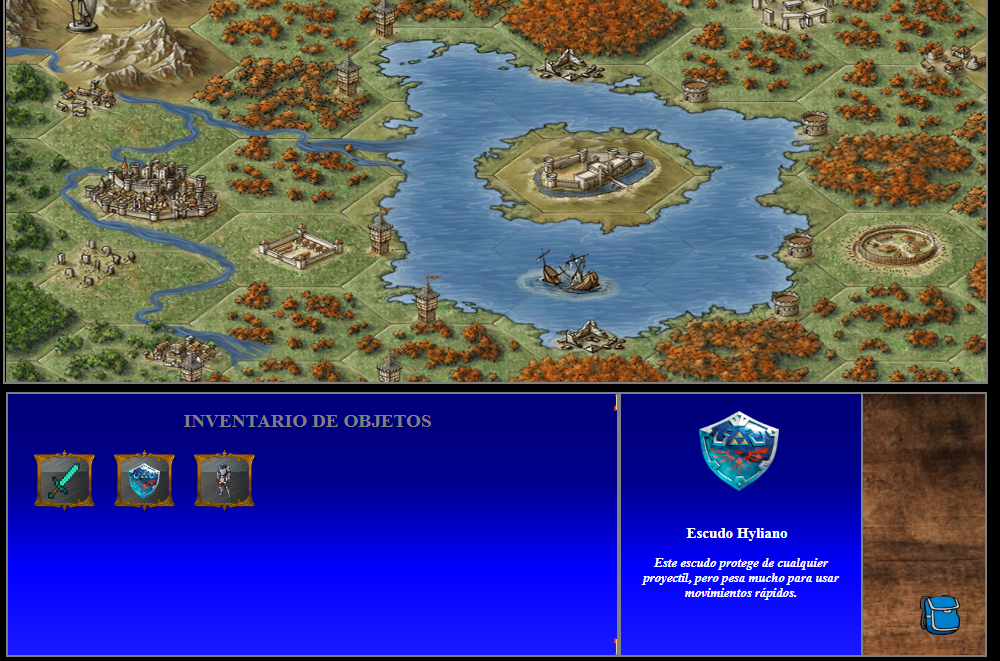 INVENTARIO DE OBJETOS
Escudo Hyliano
Este escudo protege de cualquier
proyectil, pero pesa mucho para usar
movimientos rápidos.